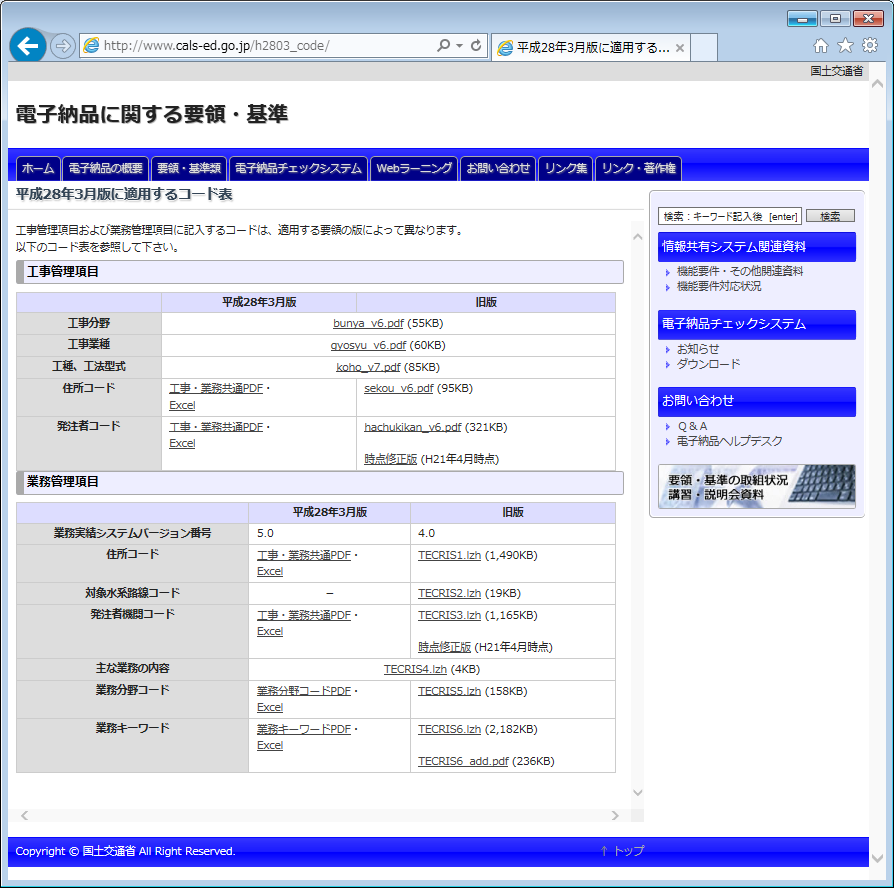 http://www.cals-ed.go.jp/h2803_code/
平成28年3月版に適用する...
国土交通省
電子納品に関する要領・基準
ホーム 電子納品の概要 要領・基準類 電子納品チェックシステム Webラーニング お問い合わせ リンク集 リンク・著作権
平成28年3月版に適用するコード表
工事管理項目および業務管理項目に記入するコードは、適用する要領の版によって異なります。
以下のコード表を参照して下さい。
工事管理項目
平成28年3月版 旧版
工事分野 bunya_v6.pdf (55KB)
工事業種 gyosyu_v6.pdf (60KB)
工種、工法型式 koho_v7.pdf (85KB)
住所コード 工事・業務共通PDF・ sekou_v6.pdf (95KB)
Excel
発注者コード 工事・業務共通PDF・ hachukikan_v6.pdf (321KB)
Excel
時点修正版 (H21年4月時点)
業務管理項目
平成28年3月版 旧版
業務実績システムバージョン番号 5.0 4.0
住所コード 工事・業務共通PDF・ TECRIS1.lzh (1,490KB)
Excel
対象水系路線コード － TECRIS2.lzh (19KB)
発注者機関コード 工事・業務共通PDF・ TECRIS3.lzh (1,165KB)
Excel
時点修正版 (H21年4月時点)
主な業務の内容 TECRIS4.lzh (4KB)
業務分野コード 業務分野コードPDF・ TECRIS5.lzh (158KB)
Excel
業務キーワード 業務キーワードPDF・ TECRIS6.lzh (2,182KB)
Excel
TECRIS6_add.pdf (236KB)
検索：キーワード記入後 [enter] 検索
情報共有システム関連資料
機能要件・その他関連資料
機能要件対応状況
電子納品チェックシステム
お知らせ
ダウンロード
お問い合わせ
Q＆A
電子納品ヘルプデスク
要領・基準の取組状況
講習・説明会資料
Copyright © 国土交通省 All Right Reserved.
↑ トップ